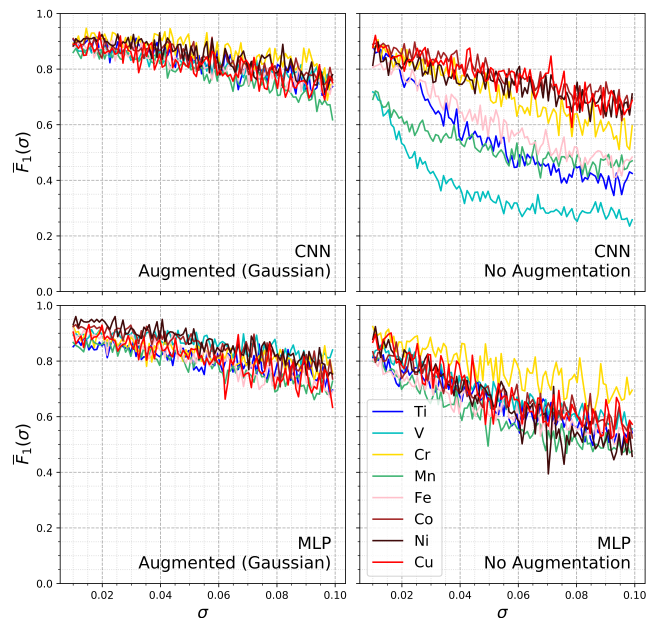 1.0
0.8
0.6
0.4
0.2
0.0
F̅₁(σ)
CNN
Augmented (Gaussian)
CNN
No Augmentation
1.0
0.8
0.6
0.4
0.2
0.0
F̅₁(σ)
MLP
Augmented (Gaussian)
0.02 0.04 0.06 0.08 0.10
σ
Ti
V
Cr
Mn
Fe
Co
Ni
Cu
MLP
No Augmentation
0.02 0.04 0.06 0.08 0.10
σ